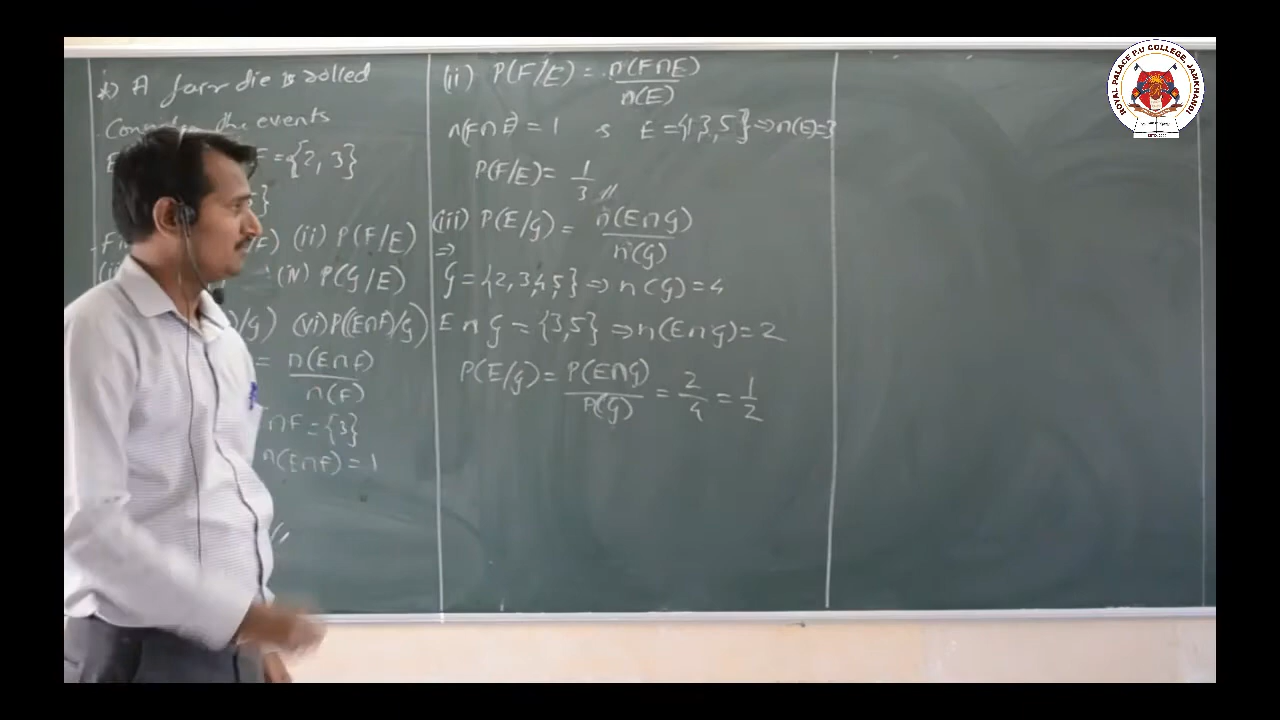 A fair die is rolled
Consider the events
E F = {2, 3}
5}
(ii) P(F/E)
(iv) P(G/E)
)/G) (vi) P((E∩F)/G)
= n(E∩F)
n(F)
∩F = {3}
n(E∩F) = 1
(ii) P(F/E) = n(F∩E)
n(E)
n(F∩E) = 1 & E = {1,3,5} ⇒ n(E)=3
P(F/E) = 1
3 //
(iii) P(E/G) = n(E∩G)
n(G)
⇒
G = {2,3,4,5,} ⇒ n(G) = 4
E∩G = {3,5} ⇒ n(E∩G) = 2
P(E/G) = P(E∩G) = 2 = 1
P(G) 4 2
ROYAL PALACE P.U COLLEGE, JAMKHANDI